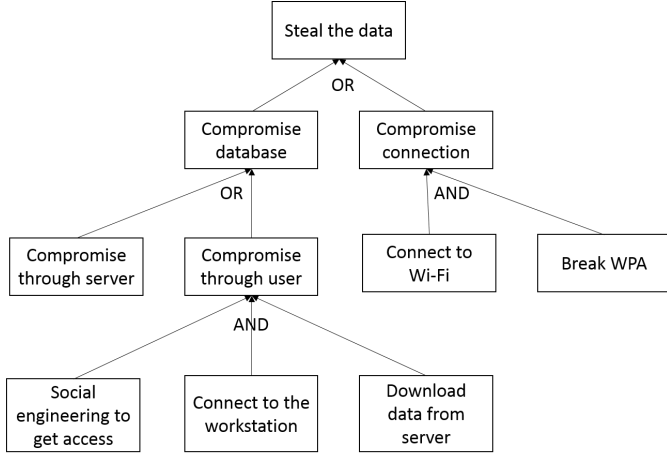 Steal the data
OR
Compromise
database
Compromise
connection
OR
AND
Compromise
through server
Compromise
through user
Connect to
Wi-Fi
Break WPA
AND
Social
engineering to
get access
Connect to the
workstation
Download
data from
server